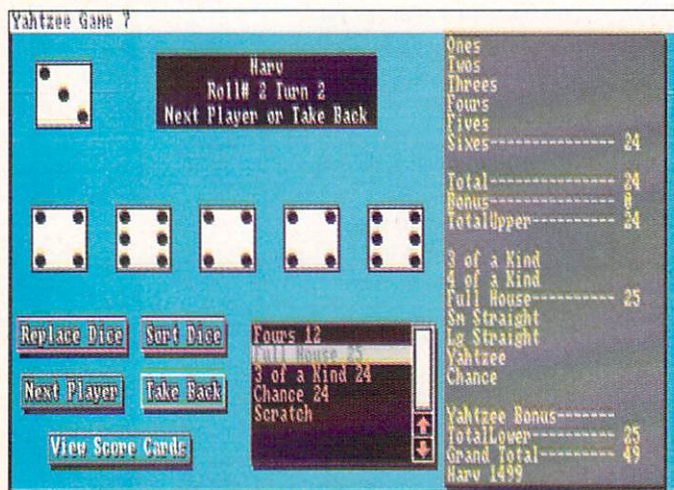 Yahtzee Game 7
Harv
Roll# 2 Turn 2
Next Player or Take Back
Replace Dice
Sort Dice
Next Player
Take Back
View Score Cards
Fours 12
Full House 25
3 of a Kind 24
Chance 24
Scratch
Ones
Twos
Threes
Fours
Fives
Sixes---------------- 24
Total---------------- 24
Bonus---------------- 0
TotalUpper----------- 24
3 of a Kind
4 of a Kind
Full House----------- 25
Sm Straight
Lg Straight
Yahtzee
Chance
Yahtzee Bonus-------
TotalLower----------- 25
Grand Total --------- 49
Harv 1499